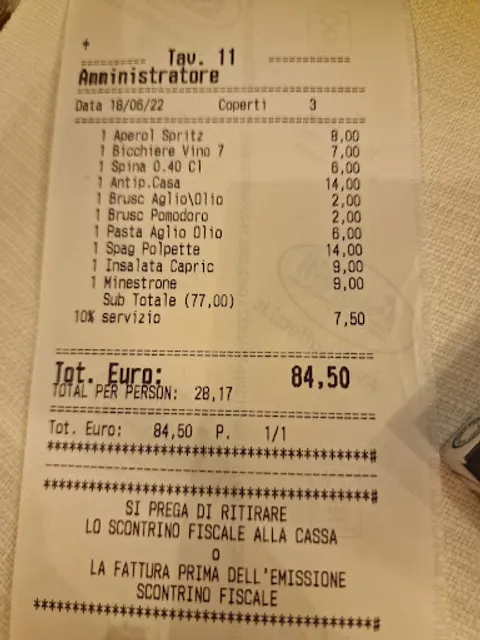 Tav. 11
Amministratore
Data 18/06/22 Coperti 3
1 Aperol Spritz 8,00
1 Bicchiere Vino 7 7,00
1 Spina 0.40 Cl 6,00
1 Antip.Casa 14,00
1 Brusc Aglio\Olio 2,00
1 Brusc Pomodoro 2,00
1 Pasta Aglio Olio 6,00
1 Spag Polpette 14,00
1 Insalata Capric 9,00
1 Minestrone 9,00
Sub Totale (77,00)
10% servizio 7,50
Tot. Euro: 84,50
TOTAL PER PERSON: 28,17
Tot. Euro: 84,50 P. 1/1
SI PREGA DI RITIRARE
LO SCONTRINO FISCALE ALLA CASSA
O
LA FATTURA PRIMA DELL'EMISSIONE
SCONTRINO FISCALE